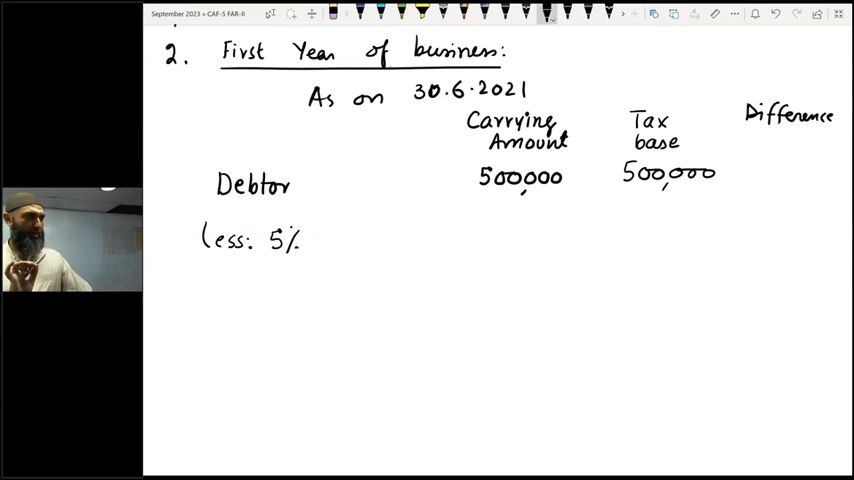 September 2023 » CAF-5 FAR-II
2. First Year of business:
As on 30.6.2021
Carrying Amount Tax base Difference
Debtor 500,000 500,000
less: 5%